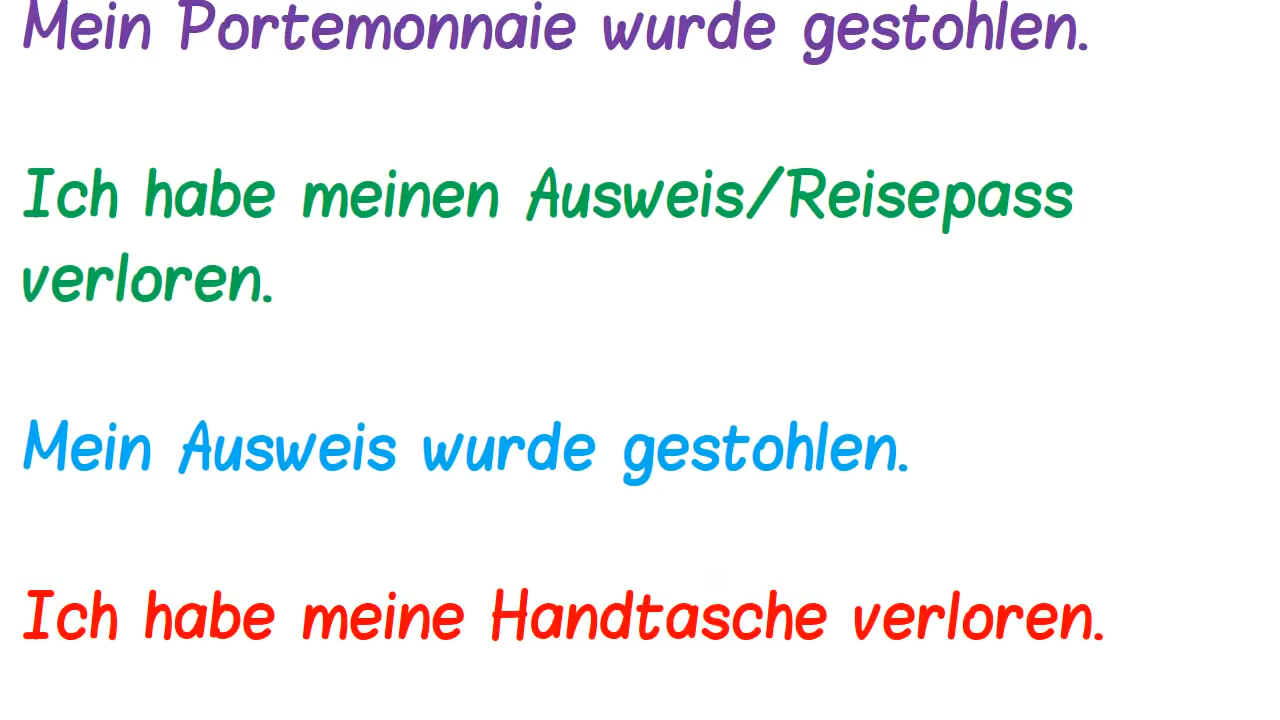 Mein Portemonnaie wurde gestohlen.
Ich habe meinen Ausweis/Reisepass
verloren.
Mein Ausweis wurde gestohlen.
Ich habe meine Handtasche verloren.